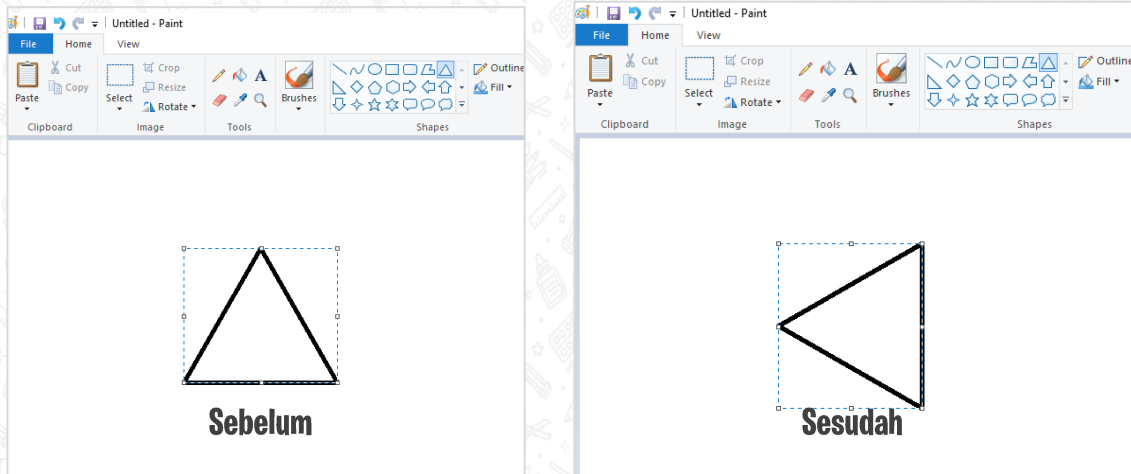 Untitled - Paint
File Home View
Cut
Copy
Paste
Crop
Resize
Select
Rotate
A
Brushes
Outline
Fill
Clipboard Image Tools Shapes
Sebelum
Untitled - Paint
File Home View
Cut
Copy
Paste
Crop
Resize
Select
Rotate
A
Brushes
Outline
Fill
Clipboard Image Tools Shapes
Sesudah